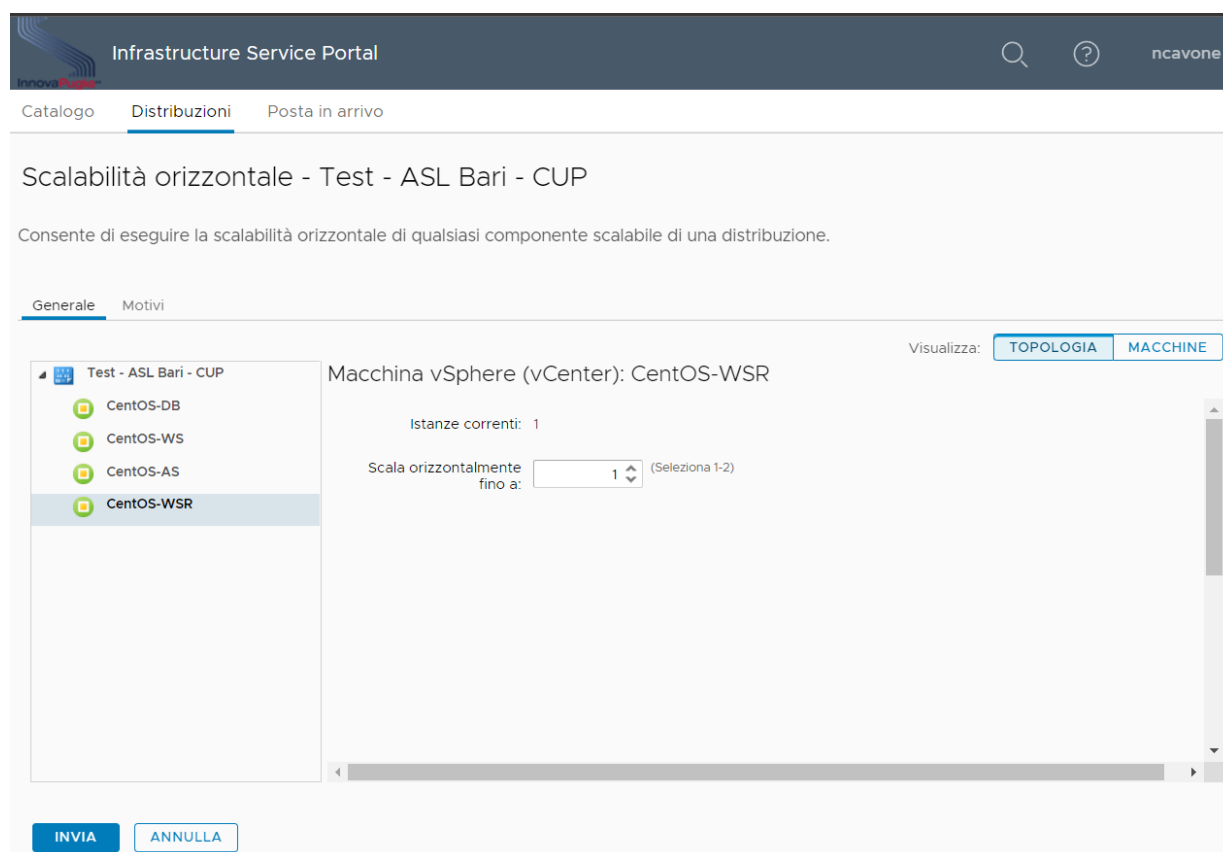 Infrastructure Service Portal
ncavone
InnovaPuglia
Catalogo Distribuzioni Posta in arrivo
Scalabilità orizzontale - Test - ASL Bari - CUP
Consente di eseguire la scalabilità orizzontale di qualsiasi componente scalabile di una distribuzione.
Generale Motivi
Visualizza: TOPOLOGIA MACCHINE
Test - ASL Bari - CUP
CentOS-DB
CentOS-WS
CentOS-AS
CentOS-WSR
Macchina vSphere (vCenter): CentOS-WSR
Istanze correnti: 1
Scala orizzontalmente
fino a: 1 (Seleziona 1-2)
INVIA ANNULLA